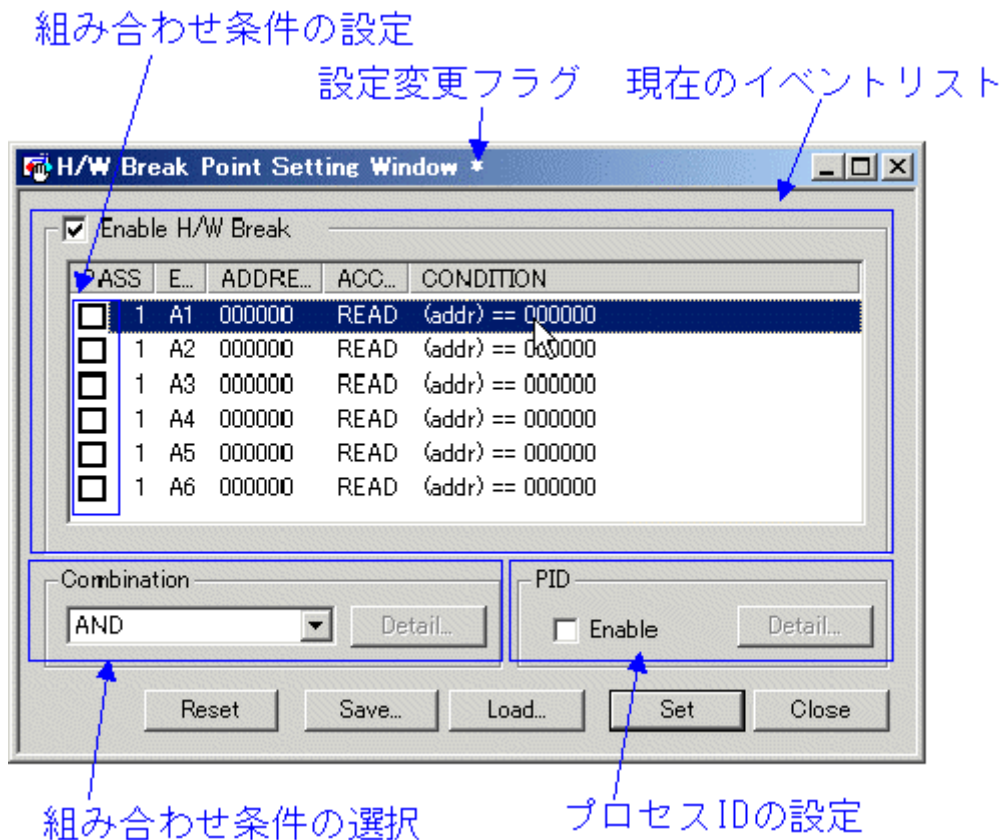 組み合わせ条件の設定
設定変更フラグ 現在のイベントリスト
H/W Break Point Setting Window *
Enable H/W Break
PASS E... ADDRE... ACC... CONDITION
1 A1 000000 READ (addr) == 000000
1 A2 000000 READ (addr) == 000000
1 A3 000000 READ (addr) == 000000
1 A4 000000 READ (addr) == 000000
1 A5 000000 READ (addr) == 000000
1 A6 000000 READ (addr) == 000000
Combination PID
AND Detail... Enable Detail...
Reset Save... Load... Set Close
組み合わせ条件の選択 プロセスIDの設定